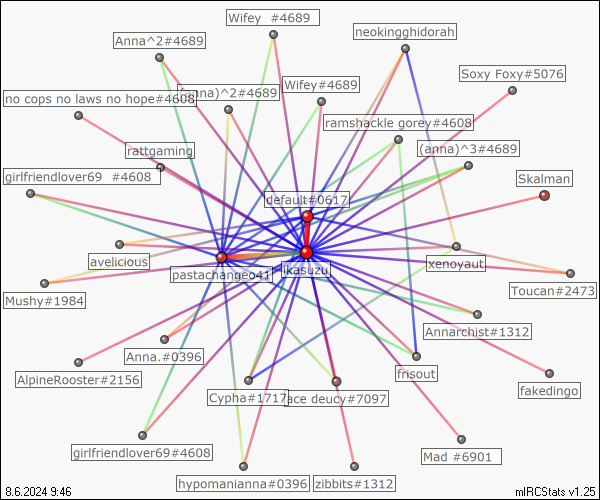 Wifey  #4689
neokingghidorah
Anna^2#4689
Soxy Foxy#5076
Wifey#4689
no cops no laws no hope#4608
anna)^2#4689
ramshackle gorey#4608
(anna)^3#4689
rattgaming
girlfriendlover69  #4608
Skalman
default#0617
avelicious
xenoyaut
pastachangeo41
ikasuzu
Toucan#2473
Mushy#1984
Annarchist#1312
Anna.#0396
AlpineRooster#2156
frisout
fakedingo
Cypha#1717
ace deucy#7097
girlfriendlover69#4608
Mad  #6901
hypomanianna#0396
zibbits#1312
8.6.2024 9:46
mIRCStats v1.25